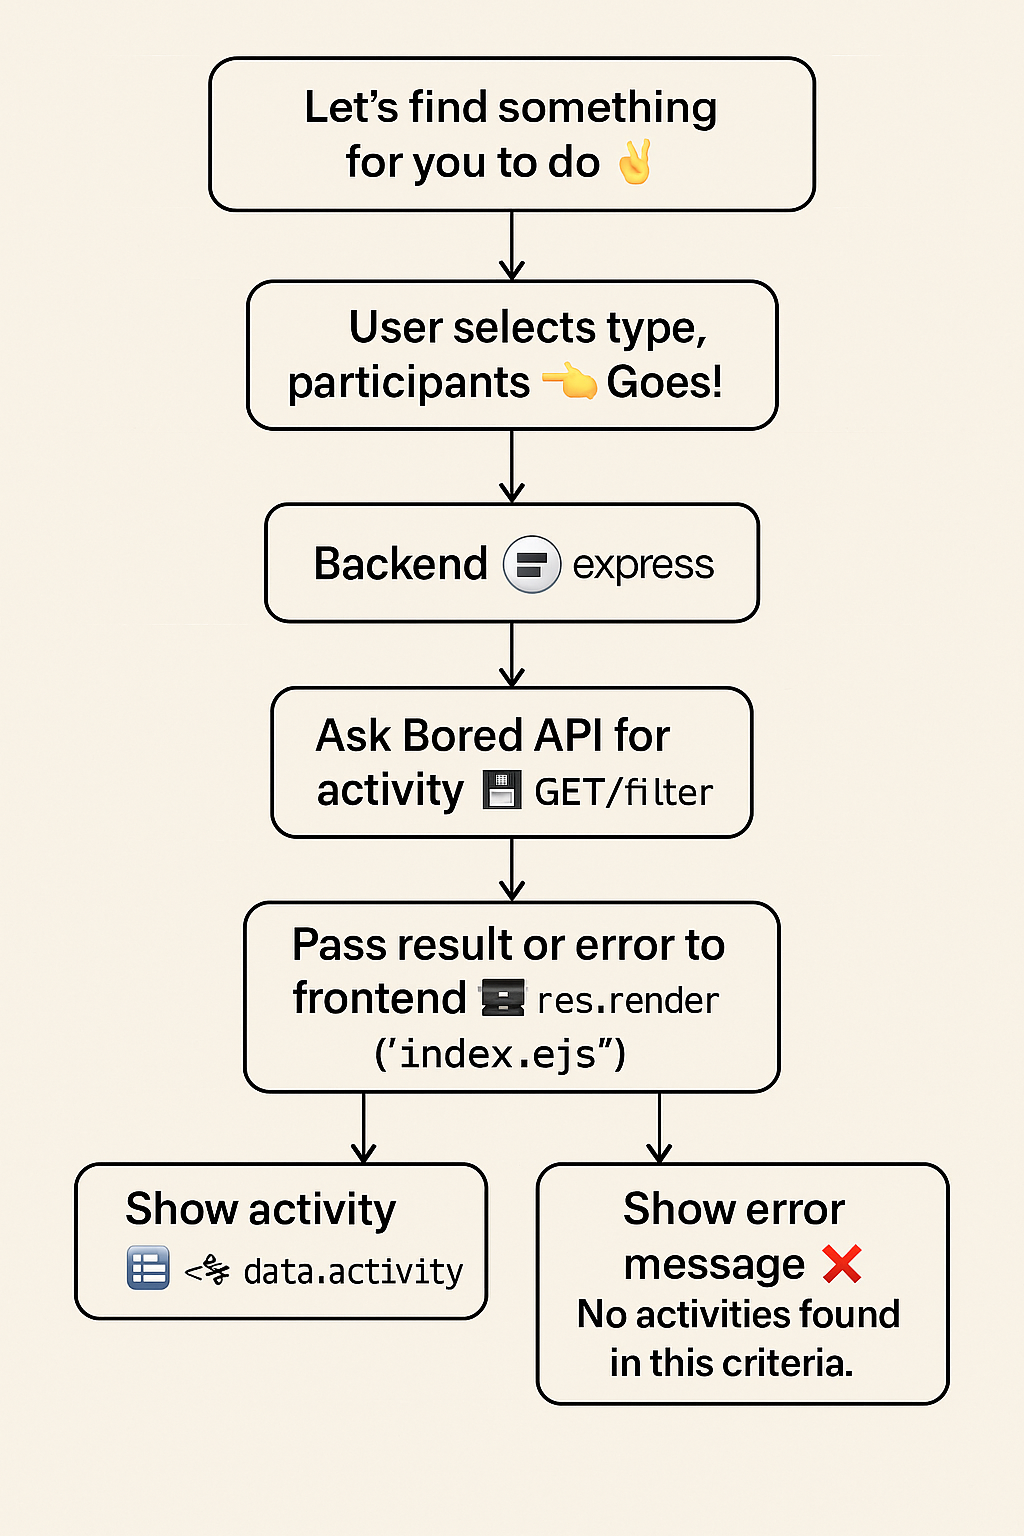 Let’s find something
for you to do ✌️
User selects type,
participants 👈 Goes!
Backend express
Ask Bored API for
activity 💾 GET/filter
Pass result or error to
frontend res.render
(’index.ejs”)
Show activity
data.activity
Show error
message ❌
No activities found
in this criteria.